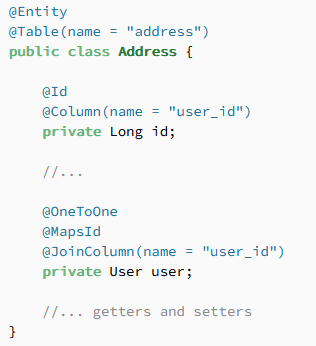 @Entity
@Table(name = "address")
public class Address {
@Id
@Column(name = "user_id")
private Long id;
//...
@OneToOne
@MapsId
@JoinColumn(name = "user_id")
private User user;
//... getters and setters
}